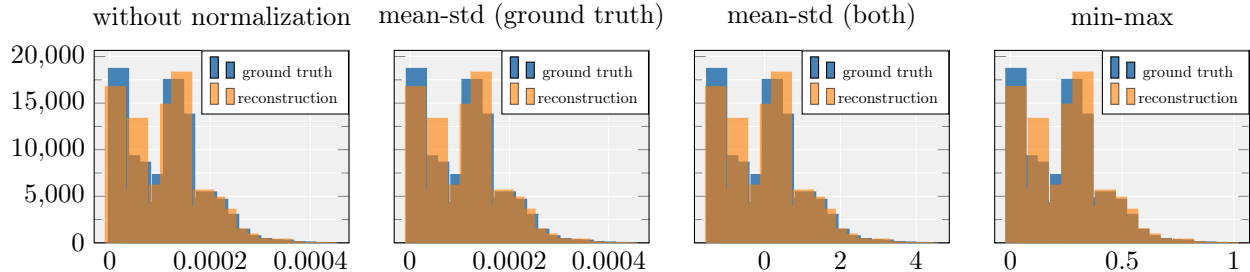 without normalization
mean-std (ground truth)
mean-std (both)
min-max
20,000
15,000
10,000
5,000
0
ground truth
reconstruction
0 0.0002 0.0004
ground truth
reconstruction
0 0.0002 0.0004
ground truth
reconstruction
0 2 4
ground truth
reconstruction
0 0.5 1